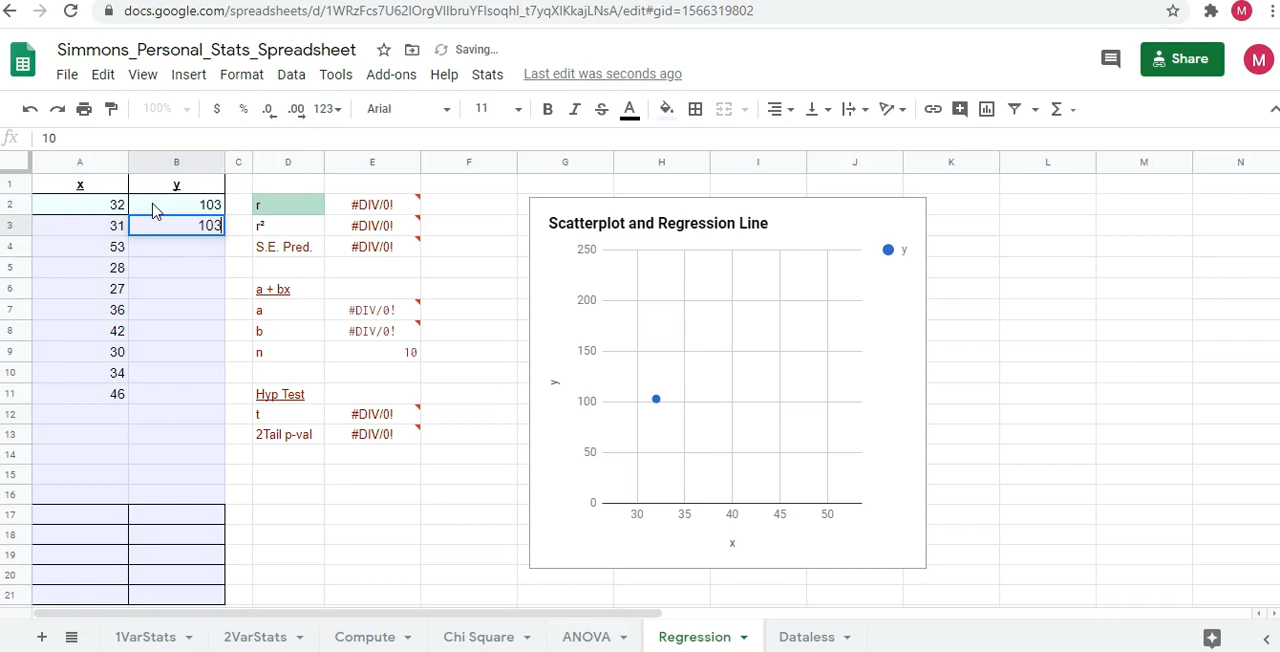 docs.google.com/spreadsheets/d/1WRzFcs7U62IOrgVIIbruYFlsoqhl_t7yqXlKkajLNsA/edit#gid=1566319802
M
Simmons_Personal_Stats_Spreadsheet
Saving...
File Edit View Insert Format Data Tools Add-ons Help Stats Last edit was seconds ago
Share
M
100% $ % .0 .00 123 Arial 11 B I S A
fx 10
A B C D E F G H I J K L M N
1 x y
2 32 103 r #DIV/0!
3 31 103 r² #DIV/0!
4 53 S.E. Pred. #DIV/0!
5 28
6 27 a + bx
7 36 a #DIV/0!
8 42 b #DIV/0!
9 30 n 10
10 34
11 46 Hyp Test
12 t #DIV/0!
13 2Tail p-val #DIV/0!
14
15
16
17
18
19
20
21
Scatterplot and Regression Line
250
200
150
100
50
0
y
30 35 40 45 50
x
y
1VarStats 2VarStats Compute Chi Square ANOVA Regression Dataless